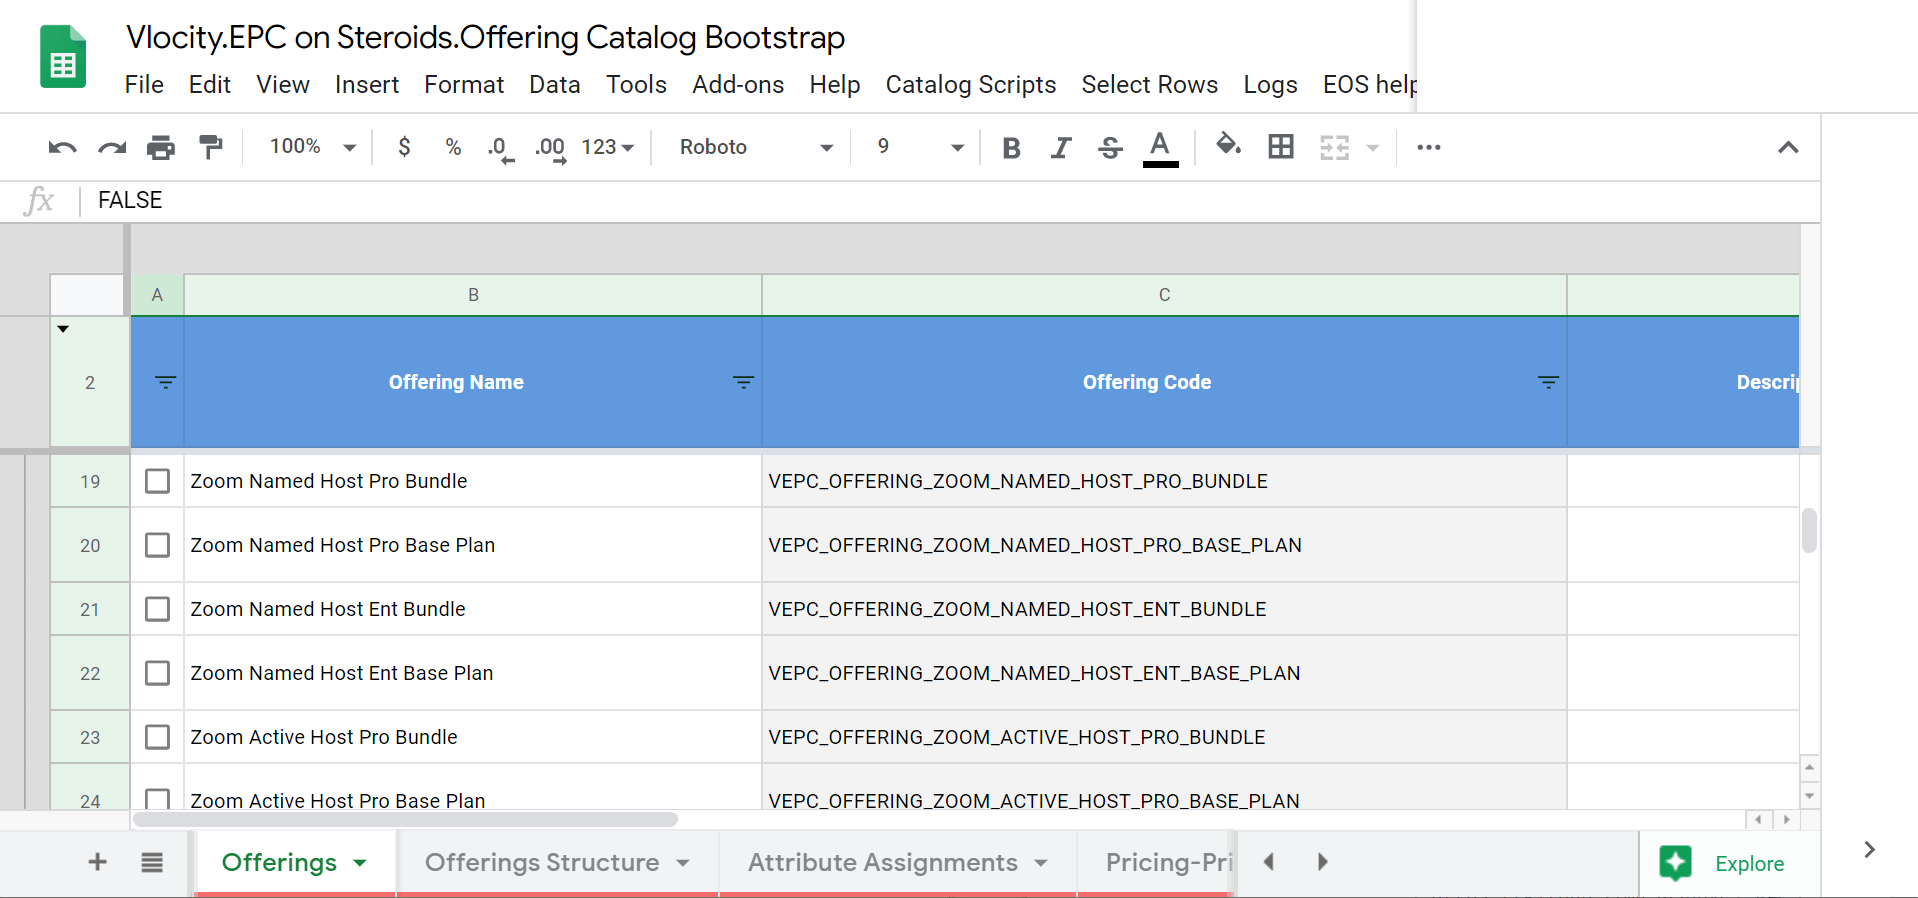 Vlocity.EPC on Steroids.Offering Catalog Bootstrap
File Edit View Insert Format Data Tools Add-ons Help Catalog Scripts Select Rows Logs EOS help
100% $ % .0 .00 123 Roboto 9 B I S A
fx FALSE
A B C
2 Offering Name Offering Code Descrip
19 Zoom Named Host Pro Bundle VEPC_OFFERING_ZOOM_NAMED_HOST_PRO_BUNDLE
20 Zoom Named Host Pro Base Plan VEPC_OFFERING_ZOOM_NAMED_HOST_PRO_BASE_PLAN
21 Zoom Named Host Ent Bundle VEPC_OFFERING_ZOOM_NAMED_HOST_ENT_BUNDLE
22 Zoom Named Host Ent Base Plan VEPC_OFFERING_ZOOM_NAMED_HOST_ENT_BASE_PLAN
23 Zoom Active Host Pro Bundle VEPC_OFFERING_ZOOM_ACTIVE_HOST_PRO_BUNDLE
24 Zoom Active Host Pro Base Plan VEPC_OFFERING_ZOOM_ACTIVE_HOST_PRO_BASE_PLAN
Offerings Offerings Structure Attribute Assignments Pricing-Pri Explore